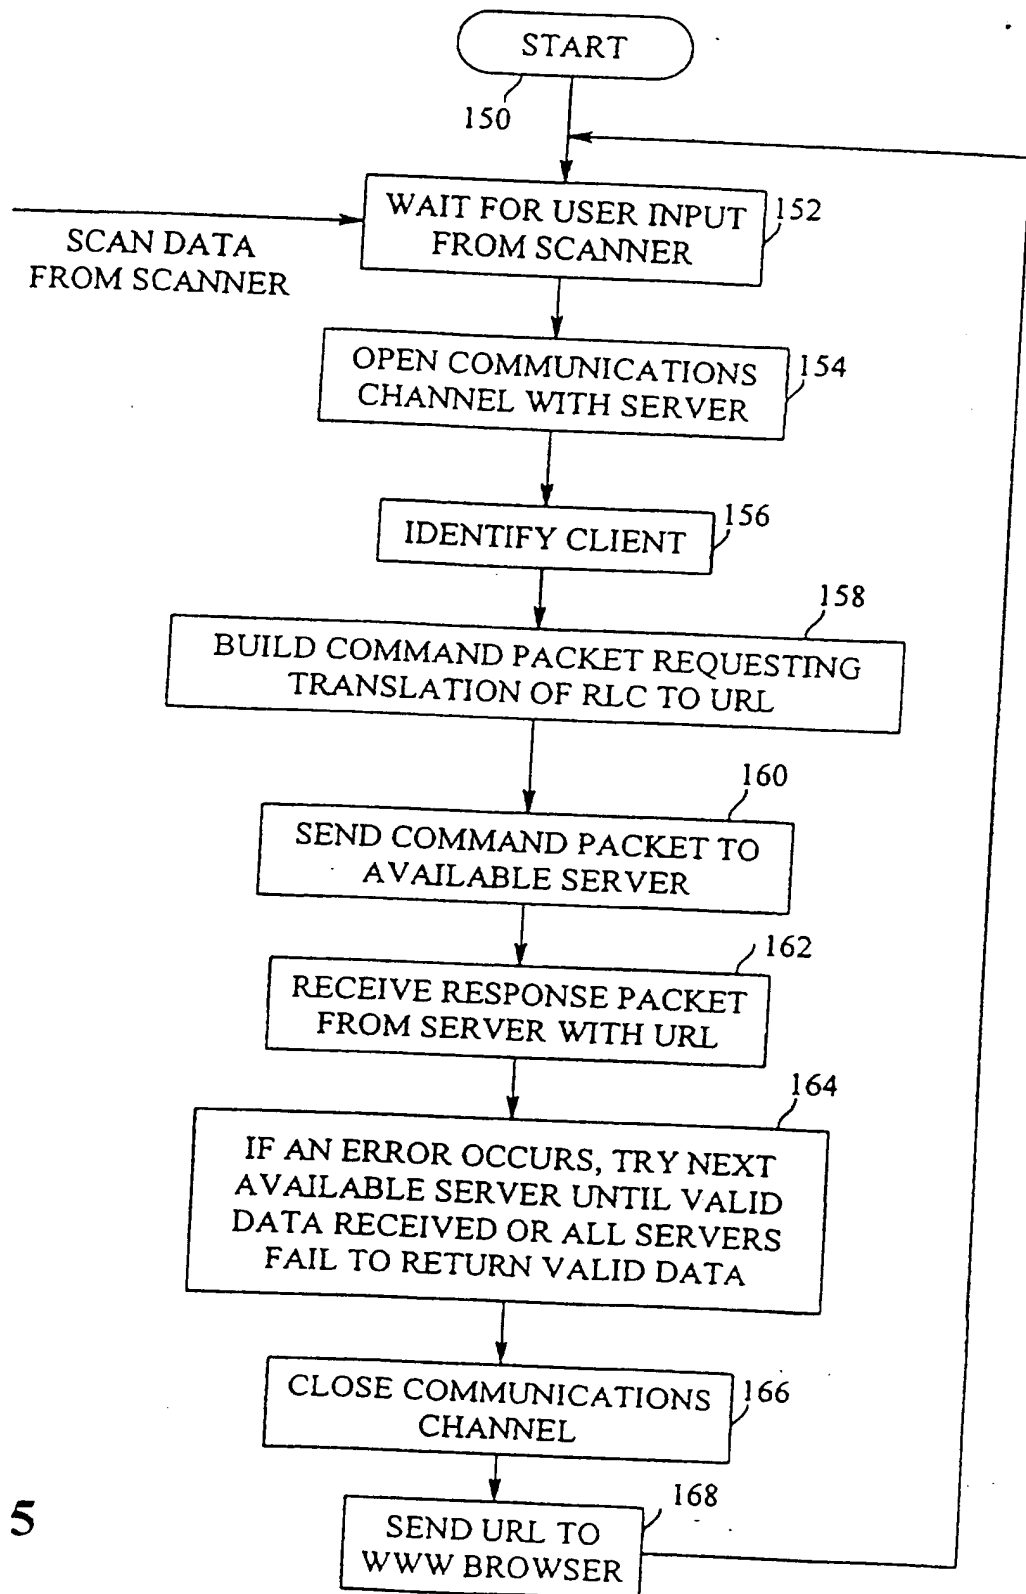 START
150
WAIT FOR USER INPUT
FROM SCANNER
152
SCAN DATA
FROM SCANNER
OPEN COMMUNICATIONS
CHANNEL WITH SERVER
154
IDENTIFY CLIENT
156
158
BUILD COMMAND PACKET REQUESTING
TRANSLATION OF RLC TO URL
160
SEND COMMAND PACKET TO
AVAILABLE SERVER
162
RECEIVE RESPONSE PACKET
FROM SERVER WITH URL
164
IF AN ERROR OCCURS, TRY NEXT
AVAILABLE SERVER UNTIL VALID
DATA RECEIVED OR ALL SERVERS
FAIL TO RETURN VALID DATA
CLOSE COMMUNICATIONS
CHANNEL
166
168
SEND URL TO
WWW BROWSER
5